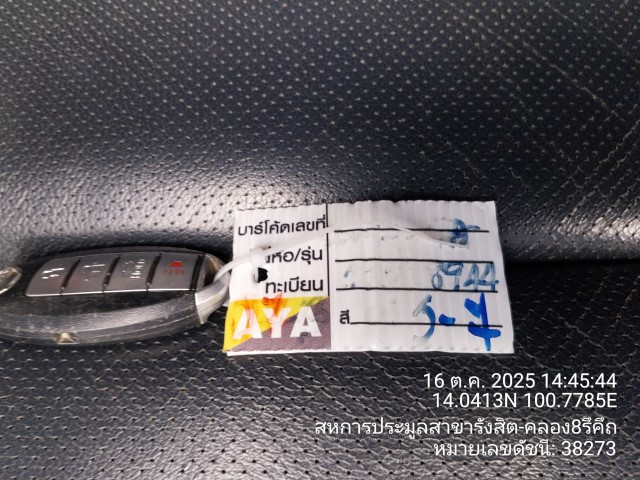 บาร์โค้ดเลขที่
ยี่ห้อ/รุ่น
ทะเบียน 6944
AYA สี
16 ต.ค. 2025 14:45:44
14.0413N 100.7785E
สหการประมูลสาขารังสิต-คลอง8รึคึถ
หมายเลขดัชนี: 38273